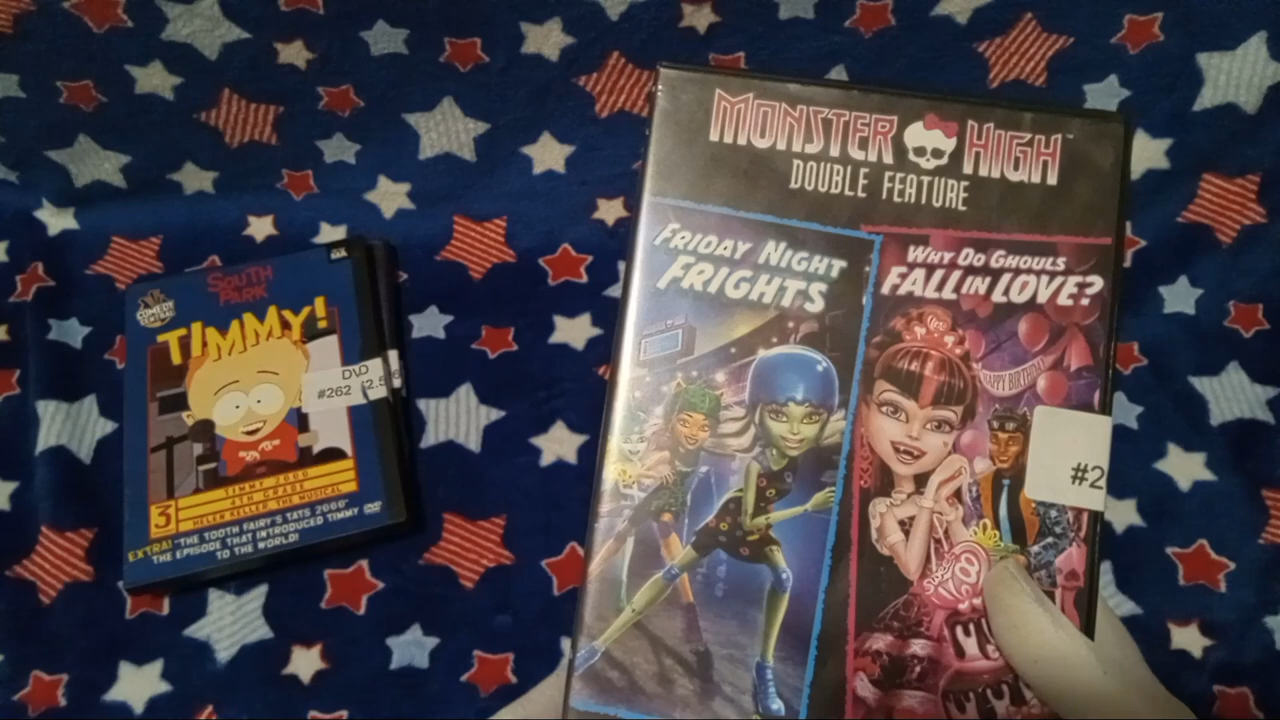 SOUTH
PARK
COMEDY
CENTRAL
TIMMY!
DVD
#262
TIMMY 2000
4TH GRADE
HELEN KELLER THE MUSICAL
3
EXTRA! "THE TOOTH FAIRY'S TATS 2000"
THE EPISODE THAT INTRODUCED TIMMY
TO THE WORLD!
DVD
MONSTER HIGH™
DOUBLE FEATURE
FRIDAY NIGHT
FRIGHTS
WHY DO GHOULS
FALL IN LOVE?
HAPPY BIRTHDAY
#2